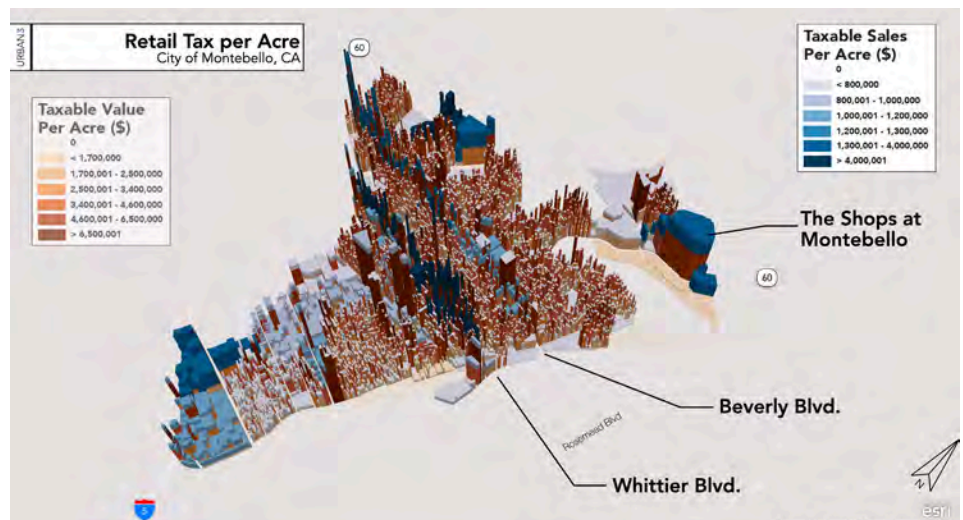 URBAN3
Retail Tax per Acre
City of Montebello, CA
60
Taxable Sales
Per Acre ($)
0
< 800,000
800,001 - 1,000,000
1,000,001 - 1,200,000
1,200,001 - 1,300,000
1,300,001 - 4,000,000
> 4,000,001
Taxable Value
Per Acre ($)
0
< 1,700,000
1,700,001 - 2,500,000
2,500,001 - 3,400,000
3,400,001 - 4,600,000
4,600,001 - 6,500,000
> 6,500,001
The Shops at
Montebello
60
Beverly Blvd.
Rosemead Blvd
Whittier Blvd.
N
5
esri